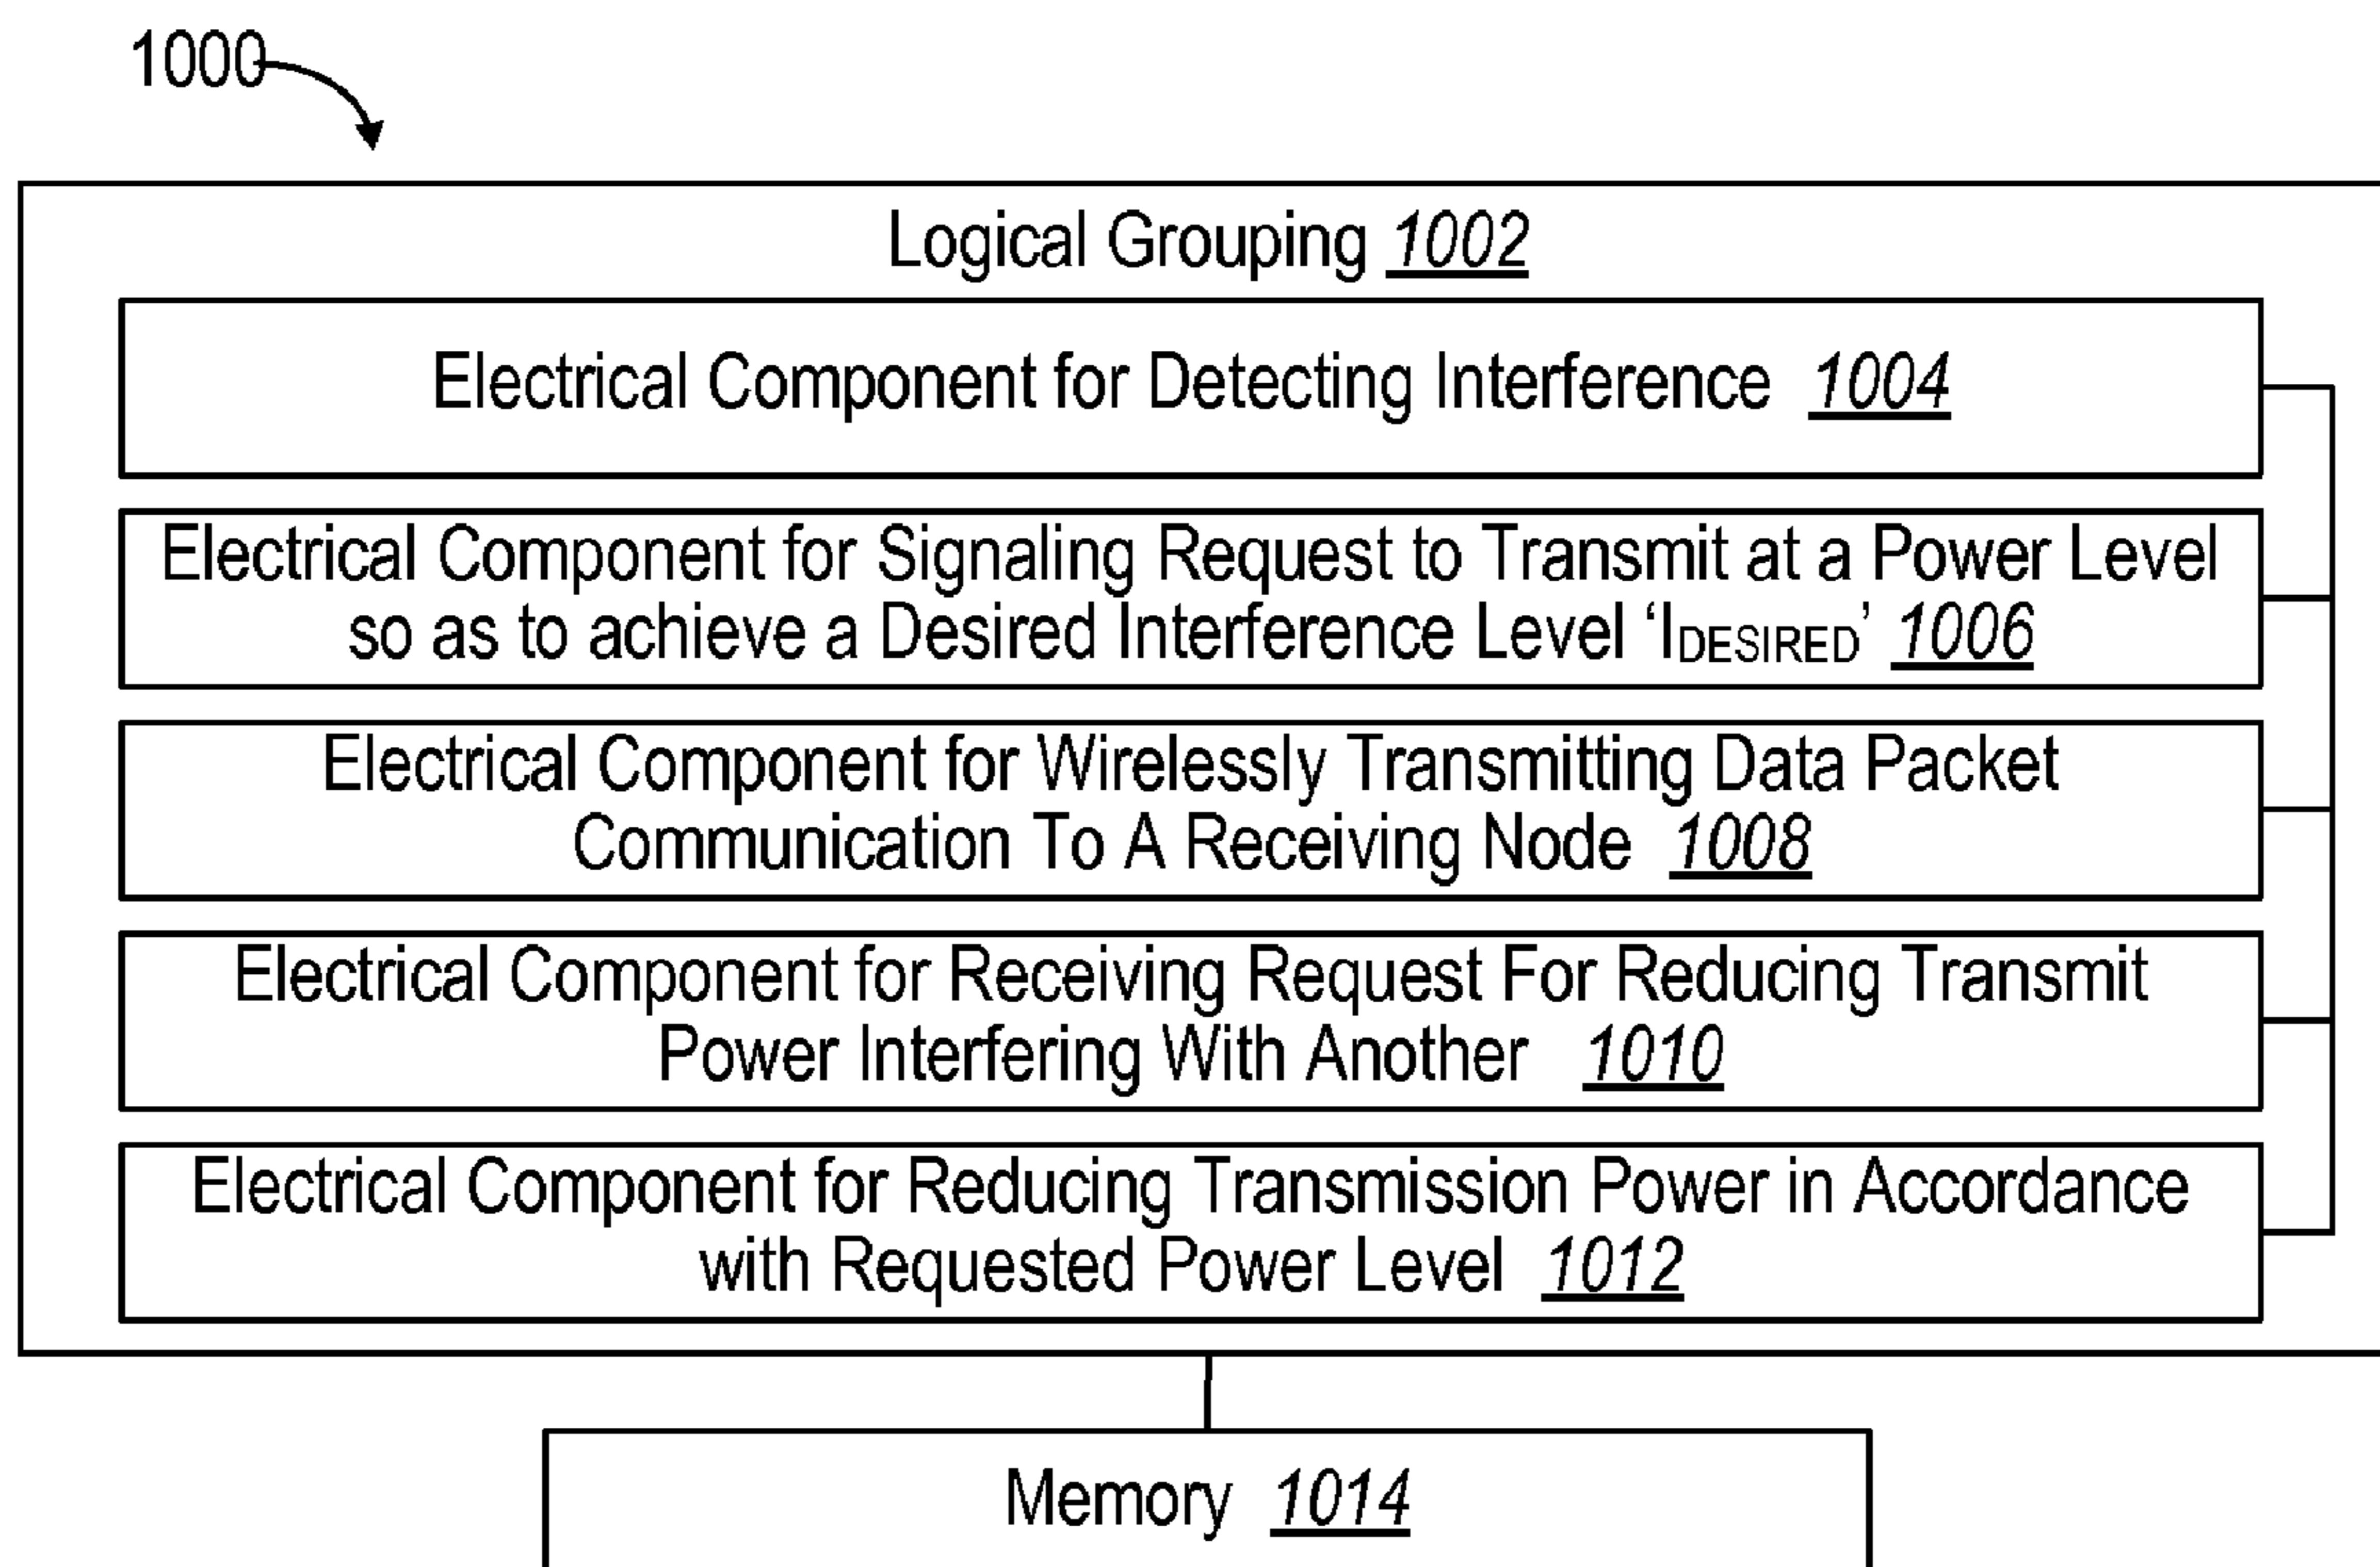 1000
Logical Grouping 1002
Electrical Component for Detecting Interference 1004
Electrical Component for Signaling Request to Transmit at a Power Level
so as to achieve a Desired Interference Level ‘IDESIRED’ 1006
Electrical Component for Wirelessly Transmitting Data Packet
Communication To A Receiving Node 1008
Electrical Component for Receiving Request For Reducing Transmit
Power Interfering With Another 1010
Electrical Component for Reducing Transmission Power in Accordance
with Requested Power Level 1012
Memory 1014